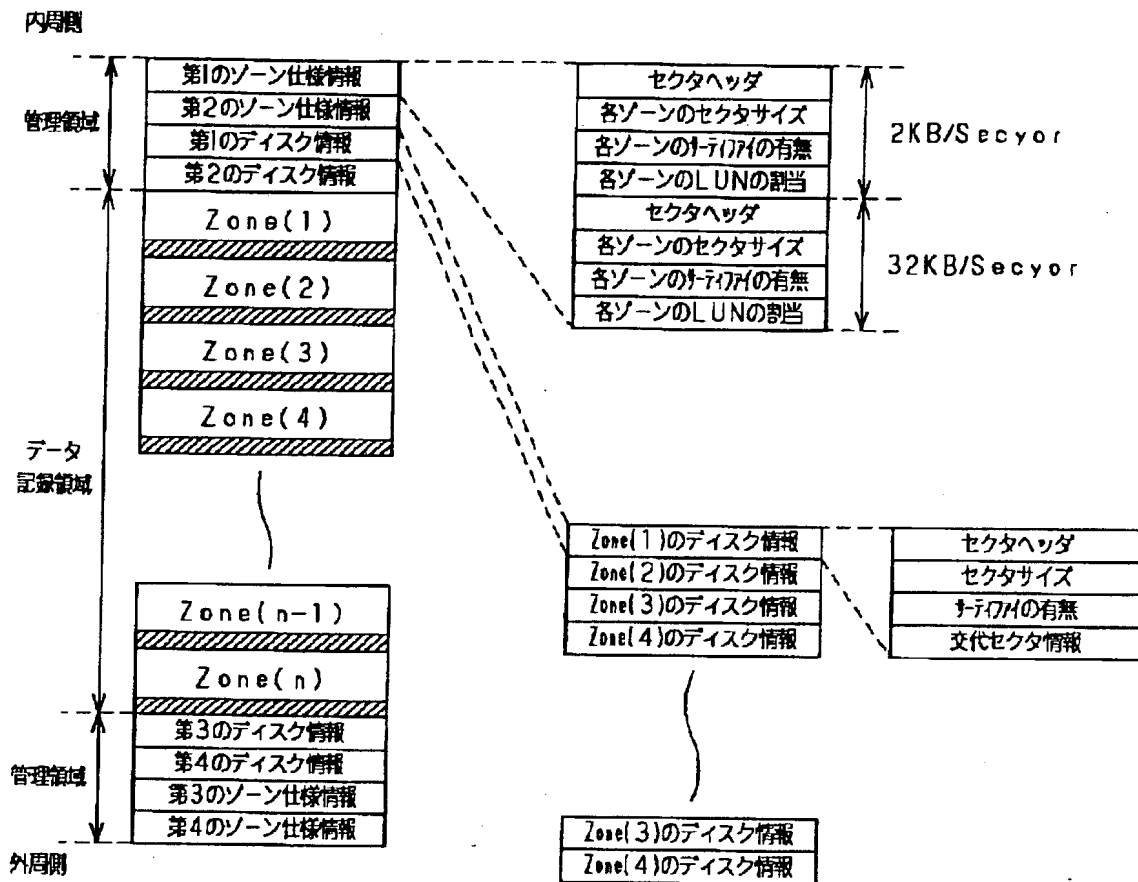 内周側
管理領域
第1のゾーン仕様情報
第2のゾーン仕様情報
第1のディスク情報
第2のディスク情報
データ
記録領域
Zone(1)
Zone(2)
Zone(3)
Zone(4)
Zone(n-1)
Zone(n)
管理領域
第3のディスク情報
第4のディスク情報
第3のゾーン仕様情報
第4のゾーン仕様情報
外周側
セクタヘッダ
各ゾーンのセクタサイズ
各ゾーンのサーティファイの有無
各ゾーンのLUNの割当
2KB/Secyor
セクタヘッダ
各ゾーンのセクタサイズ
各ゾーンのサーティファイの有無
各ゾーンのLUNの割当
32KB/Secyor
Zone(1)のディスク情報
Zone(2)のディスク情報
Zone(3)のディスク情報
Zone(4)のディスク情報
セクタヘッダ
セクタサイズ
サーティファイの有無
交代セクタ情報
Zone(3)のディスク情報
Zone(4)のディスク情報